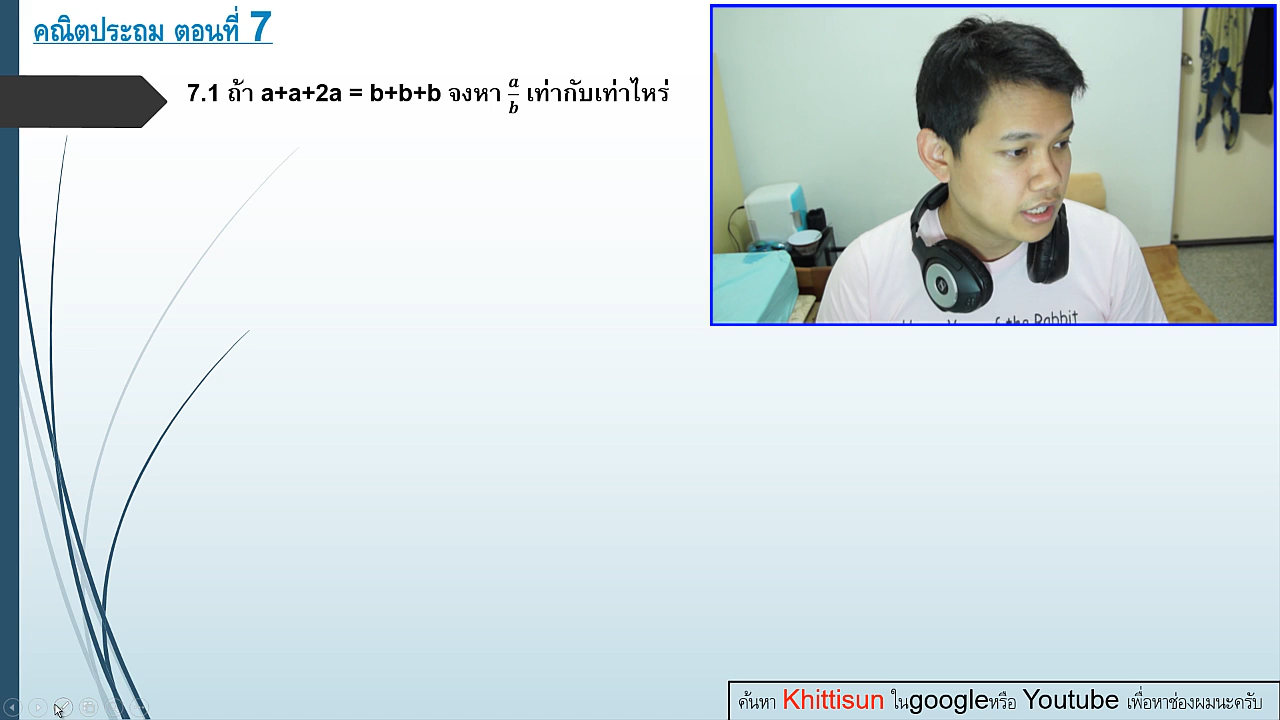 คณิตประถม ตอนที่ 7
7.1 ถ้า a+a+2a = b+b+b จงหา a/b เท่ากับเท่าไหร่
of the Rabbit
ค้นหา Khittisun ในgoogleหรือ Youtube เพื่อหาช่องผมนะครับ